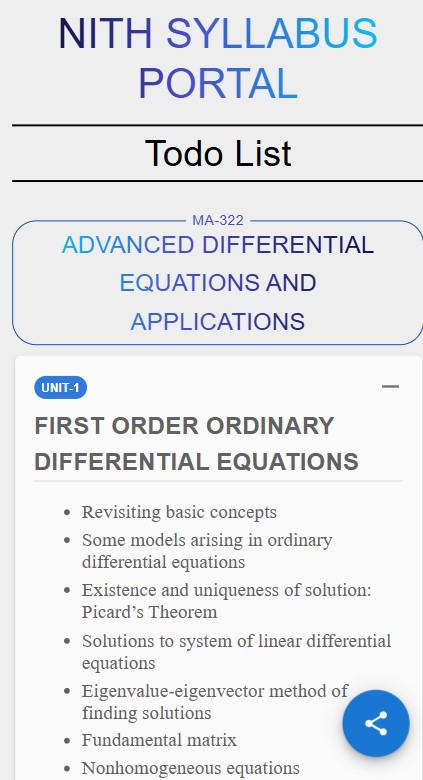 NITH SYLLABUS
PORTAL
Todo List
MA-322
ADVANCED DIFFERENTIAL
EQUATIONS AND
APPLICATIONS
UNIT-1
FIRST ORDER ORDINARY
DIFFERENTIAL EQUATIONS
Revisiting basic concepts
Some models arising in ordinary
differential equations
Existence and uniqueness of solution:
Picard’s Theorem
Solutions to system of linear differential
equations
Eigenvalue-eigenvector method of
finding solutions
Fundamental matrix
Nonhomogeneous equations